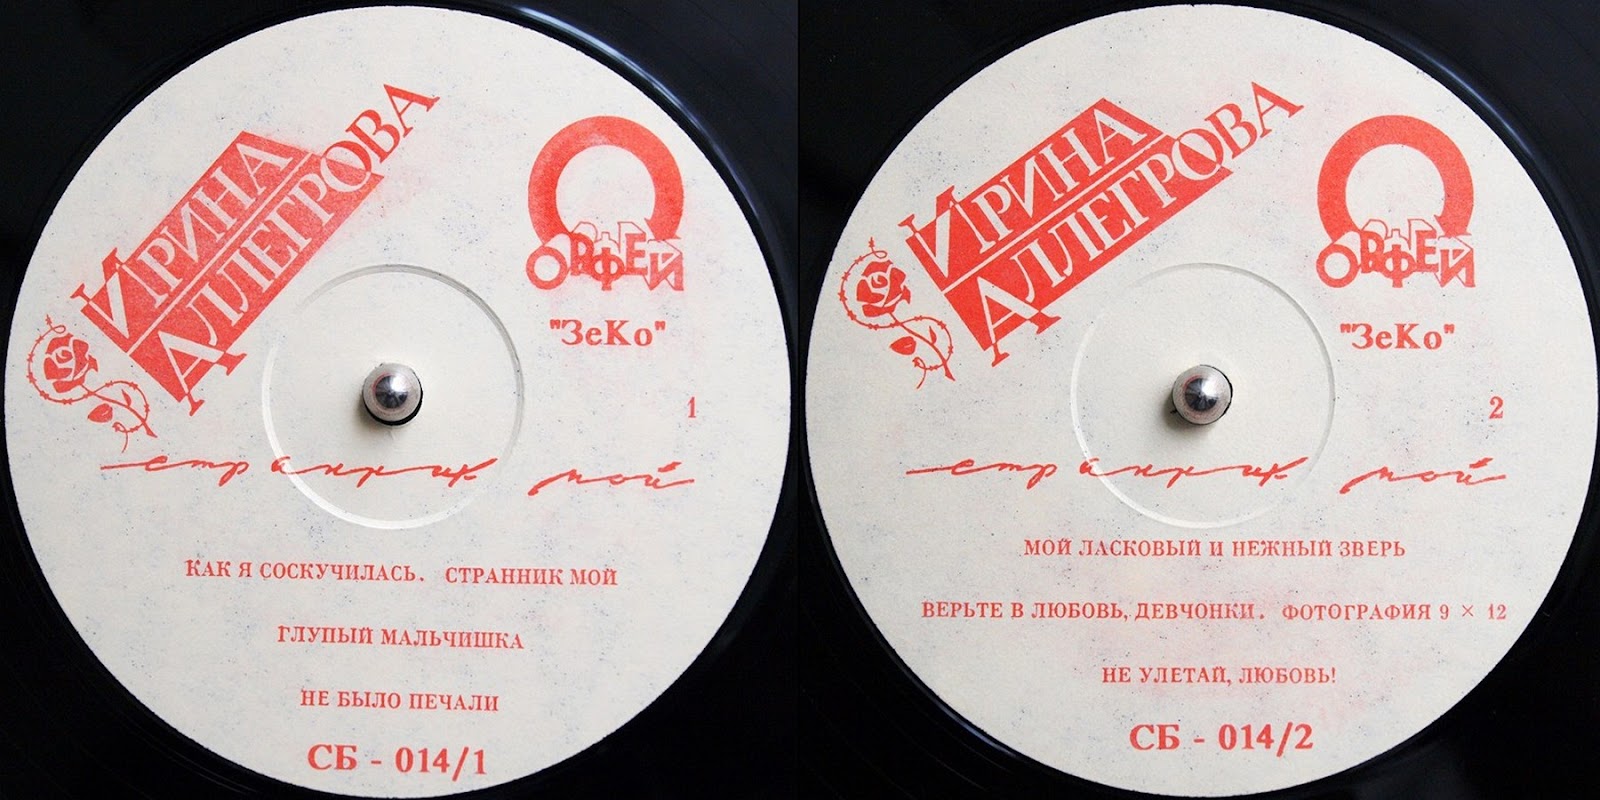 ИРИНА
АЛЛЕГРОВА
ОРФЕЙ
"ЗеКо"
1
странник мой
КАК Я СОСКУЧИЛАСЬ. СТРАННИК МОЙ
ГЛУПЫЙ МАЛЬЧИШКА
НЕ БЫЛО ПЕЧАЛИ
СБ - 014/1
ИРИНА
АЛЛЕГРОВА
ОРФЕЙ
"ЗеКо"
2
странник мой
МОЙ ЛАСКОВЫЙ И НЕЖНЫЙ ЗВЕРЬ
ВЕРЬТЕ В ЛЮБОВЬ, ДЕВЧОНКИ. ФОТОГРАФИЯ 9 × 12
НЕ УЛЕТАЙ, ЛЮБОВЬ!
СБ - 014/2